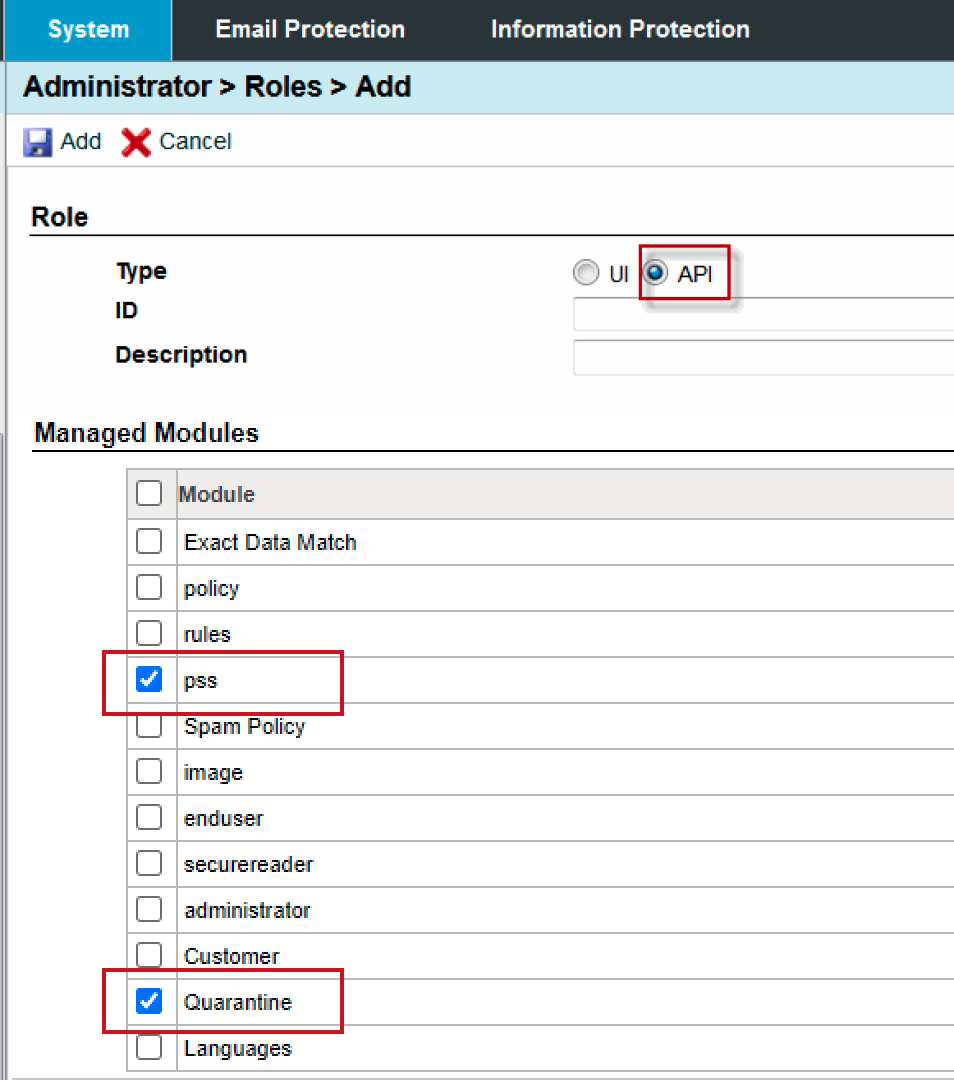 System Email Protection Information Protection
Administrator > Roles > Add
Add Cancel
Role
Type UI API
ID
Description
Managed Modules
Module
Exact Data Match
policy
rules
pss
Spam Policy
image
enduser
securereader
administrator
Customer
Quarantine
Languages